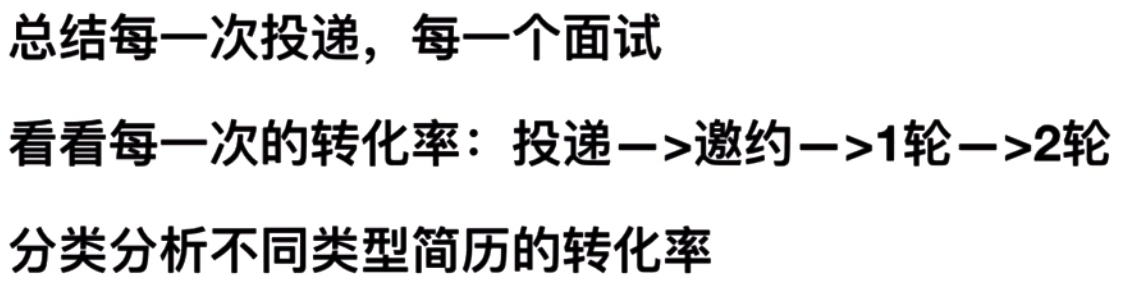 总结每一次投递，每一个面试
看看每一次的转化率：投递—>邀约—>1轮—>2轮
分类分析不同类型简历的转化率